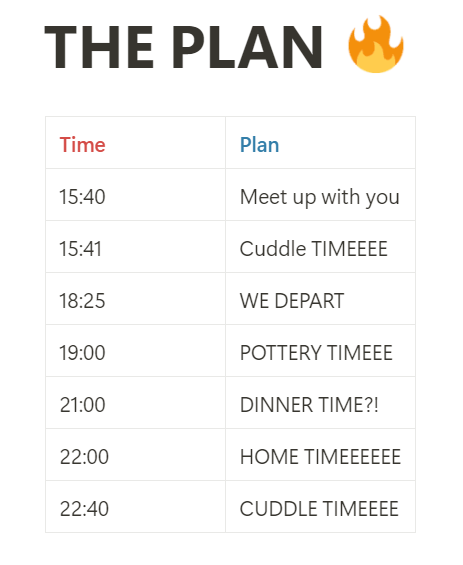 THE PLAN 🔥
Time Plan
15:40 Meet up with you
15:41 Cuddle TIMEEEE
18:25 WE DEPART
19:00 POTTERY TIMEEE
21:00 DINNER TIME?!
22:00 HOME TIMEEEEEE
22:40 CUDDLE TIMEEEE